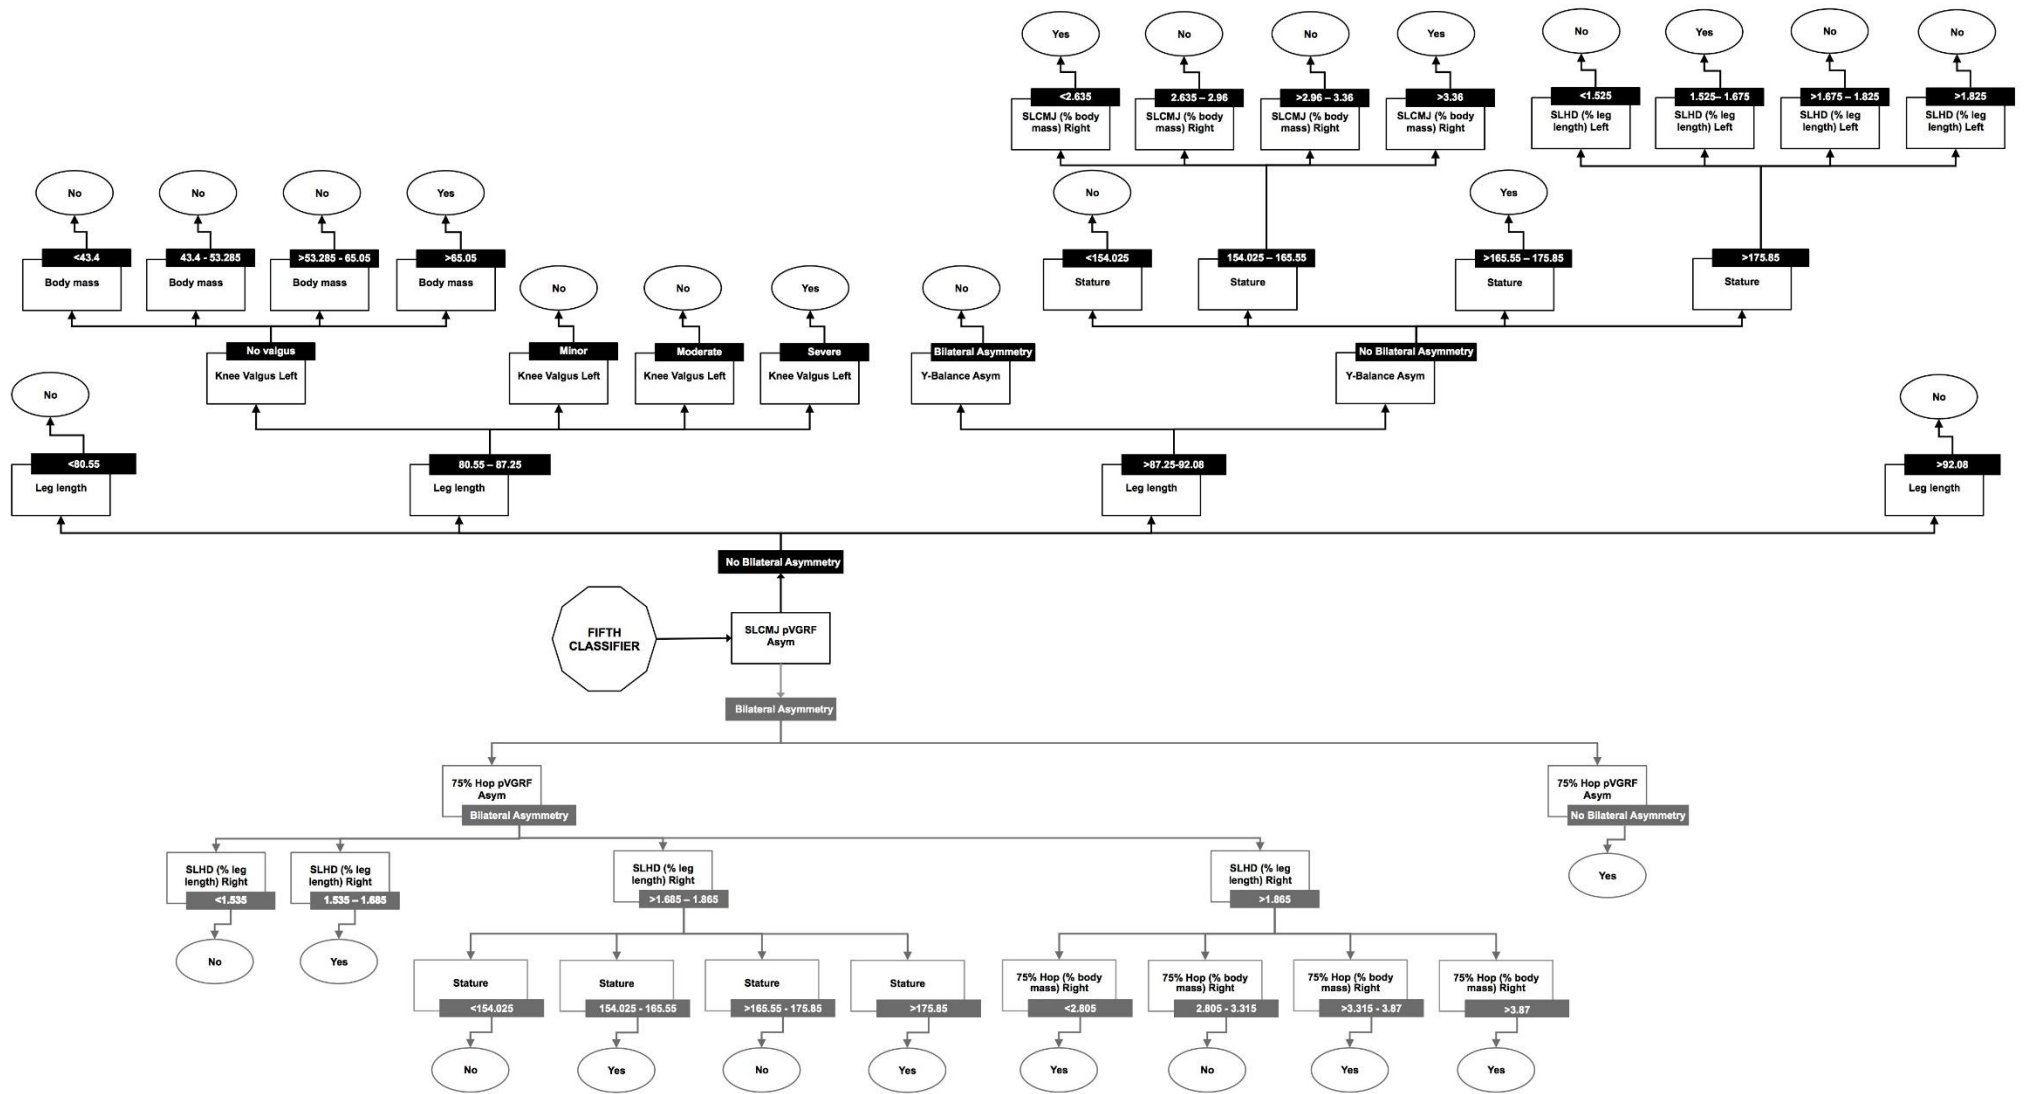 Yes
No
No
Yes
No
Yes
No
No
<2.635
2.635 – 2.96
>2.96 – 3.36
>3.36
<1.525
1.525– 1.675
>1.675 – 1.825
>1.825
SLCMJ (% body
mass) Right
SLCMJ (% body
mass) Right
SLCMJ (% body
mass) Right
SLCMJ (% body
mass) Right
SLHD (% leg
length) Left
SLHD (% leg
length) Left
SLHD (% leg
length) Left
SLHD (% leg
length) Left
No
No
No
Yes
No
Yes
<43.4
43.4 - 53.285
>53.285 - 65.05
>65.05
<154.025
154.025 – 165.55
>165.55 – 175.85
>175.85
Body mass
Body mass
Body mass
Body mass
Stature
Stature
Stature
Stature
No
No
Yes
No
No valgus
Minor
Moderate
Severe
Bilateral Asymmetry
No Bilateral Asymmetry
Knee Valgus Left
Knee Valgus Left
Knee Valgus Left
Knee Valgus Left
Y-Balance Asym
Y-Balance Asym
No
No
<80.55
80.55 – 87.25
>87.25-92.08
>92.08
Leg length
Leg length
Leg length
Leg length
No Bilateral Asymmetry
FIFTH
CLASSIFIER
SLCMJ pVGRF
Asym
Bilateral Asymmetry
75% Hop pVGRF
Asym
Bilateral Asymmetry
75% Hop pVGRF
Asym
No Bilateral Asymmetry
SLHD (% leg
length) Right
<1.535
SLHD (% leg
length) Right
1.535 – 1.685
SLHD (% leg
length) Right
>1.685 – 1.865
SLHD (% leg
length) Right
>1.865
Yes
No
Yes
Stature
<154.025
Stature
154.025 - 165.55
Stature
>165.55 - 175.85
Stature
>175.85
75% Hop (% body
mass) Right
<2.805
75% Hop (% body
mass) Right
2.805 - 3.315
75% Hop (% body
mass) Right
>3.315 - 3.87
75% Hop (% body
mass) Right
>3.87
No
Yes
No
Yes
Yes
No
Yes
Yes